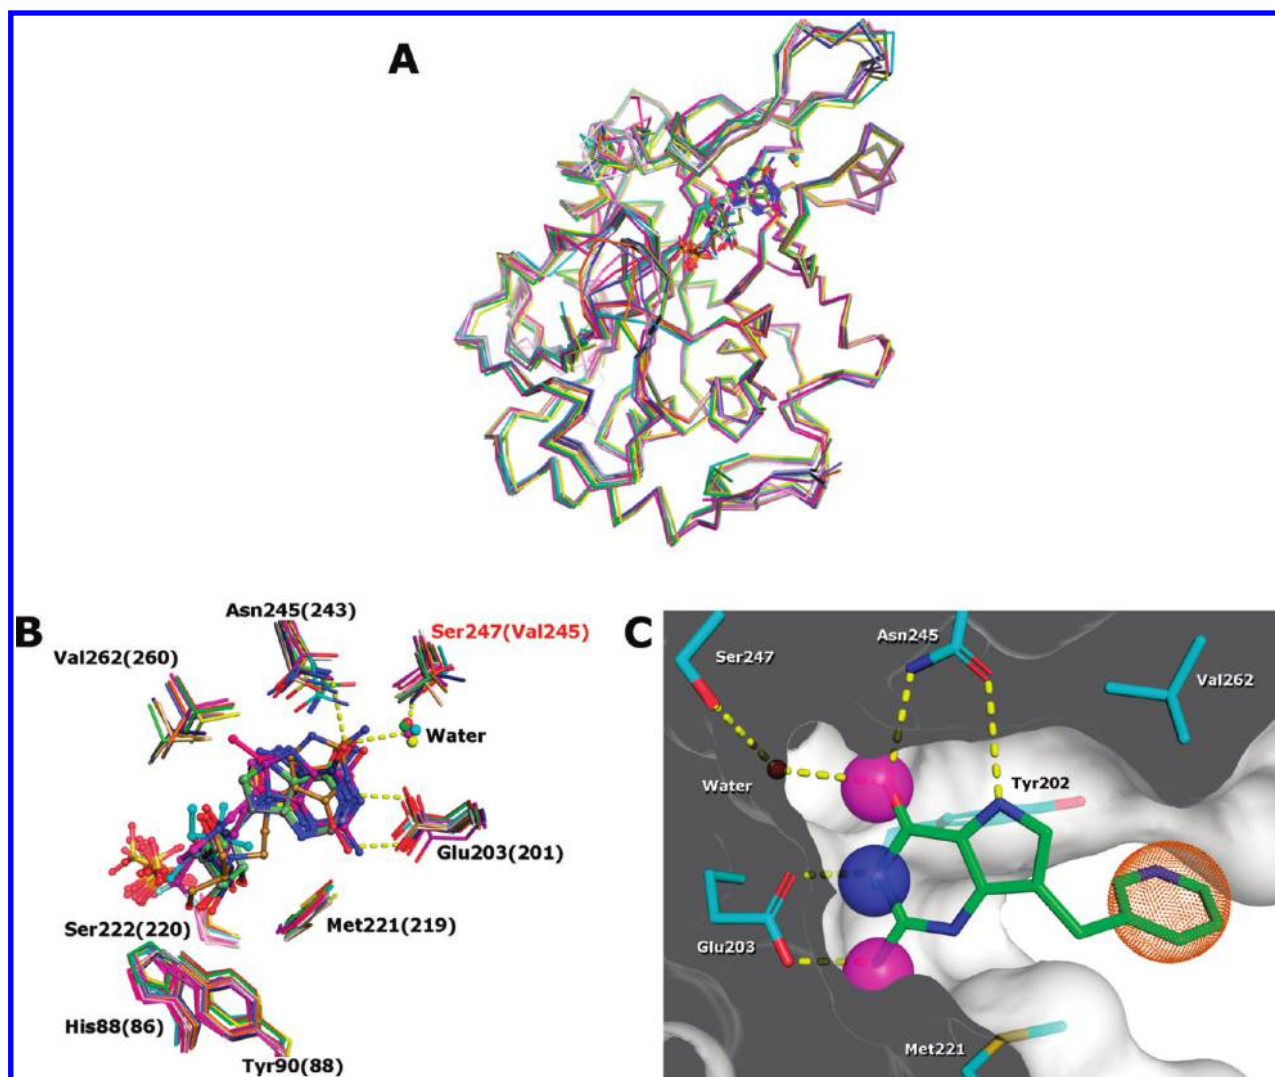 A
B
Asn245(243)
Ser247(Val245)
Val262(260)
Water
Glu203(201)
Ser222(220)
Met221(219)
His88(86)
Tyr90(88)
C
Asn245
Ser247
Val262
Water
Tyr202
Glu203
Met221